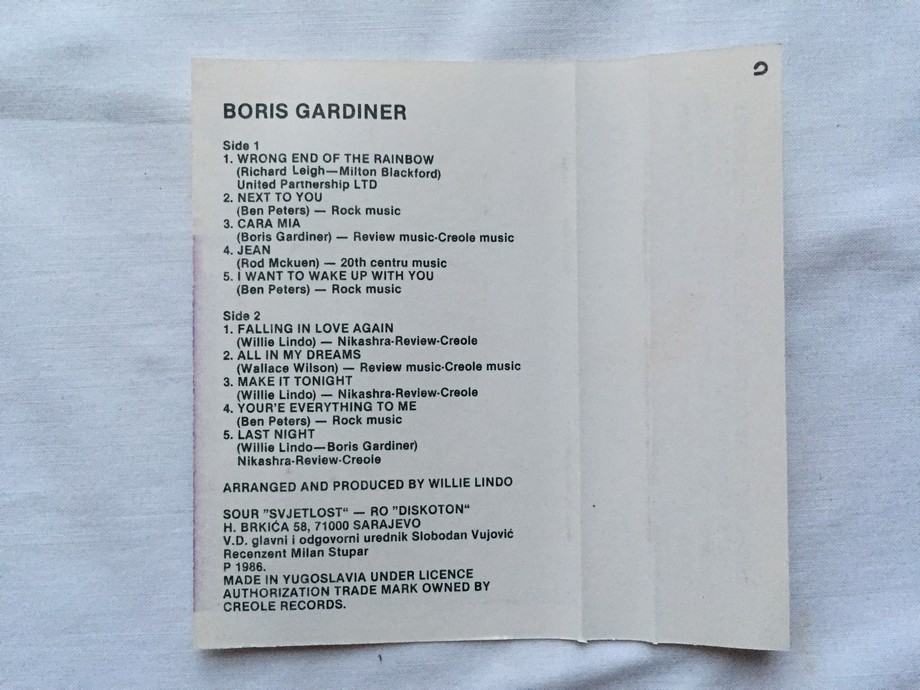 BORIS GARDINER
Side 1
1. WRONG END OF THE RAINBOW
(Richard Leigh—Milton Blackford)
United Partnership LTD
2. NEXT TO YOU
(Ben Peters) — Rock music
3. CARA MIA
(Boris Gardiner) — Review music-Creole music
4. JEAN
(Rod Mckuen) — 20th centru music
5. I WANT TO WAKE UP WITH YOU
(Ben Peters) — Rock music
Side 2
1. FALLING IN LOVE AGAIN
(Willie Lindo) — Nikashra-Review-Creole
2. ALL IN MY DREAMS
(Wallace Wilson) — Review music-Creole music
3. MAKE IT TONIGHT
(Willie Lindo) — Nikashra-Review-Creole
4. YOUR'E EVERYTHING TO ME
(Ben Peters) — Rock music
5. LAST NIGHT
(Willie Lindo—Boris Gardiner)
Nikashra-Review-Creole
ARRANGED AND PRODUCED BY WILLIE LINDO
SOUR "SVJETLOST“ — RO "DISKOTON“
H. BRKIĆA 58, 71000 SARAJEVO
V.D. glavni i odgovorni urednik Slobodan Vujović
Recenzent Milan Stupar
P 1986.
MADE IN YUGOSLAVIA UNDER LICENCE
AUTHORIZATION TRADE MARK OWNED BY
CREOLE RECORDS.